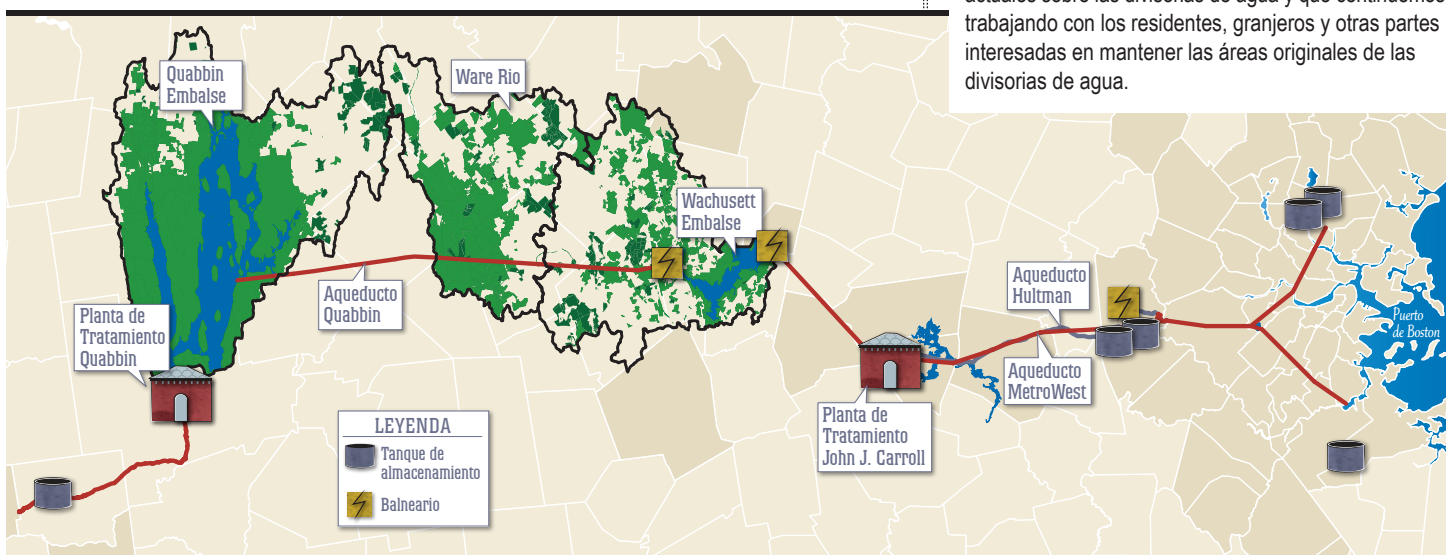 trabajando con los residentes, granjeros y otras partes
interesadas en mantener las áreas originales de las
divisorias de agua.
Quabbin
Embalse
Ware Rio
Wachusett
Embalse
Aqueducto
Quabbin
Planta de
Tratamiento
Quabbin
Aqueducto
Hultman
Puerto
de Boston
Aqueducto
MetroWest
Planta de
Tratamiento
John J. Carroll
LEYENDA
Tanque de
almacenamiento
Balneario